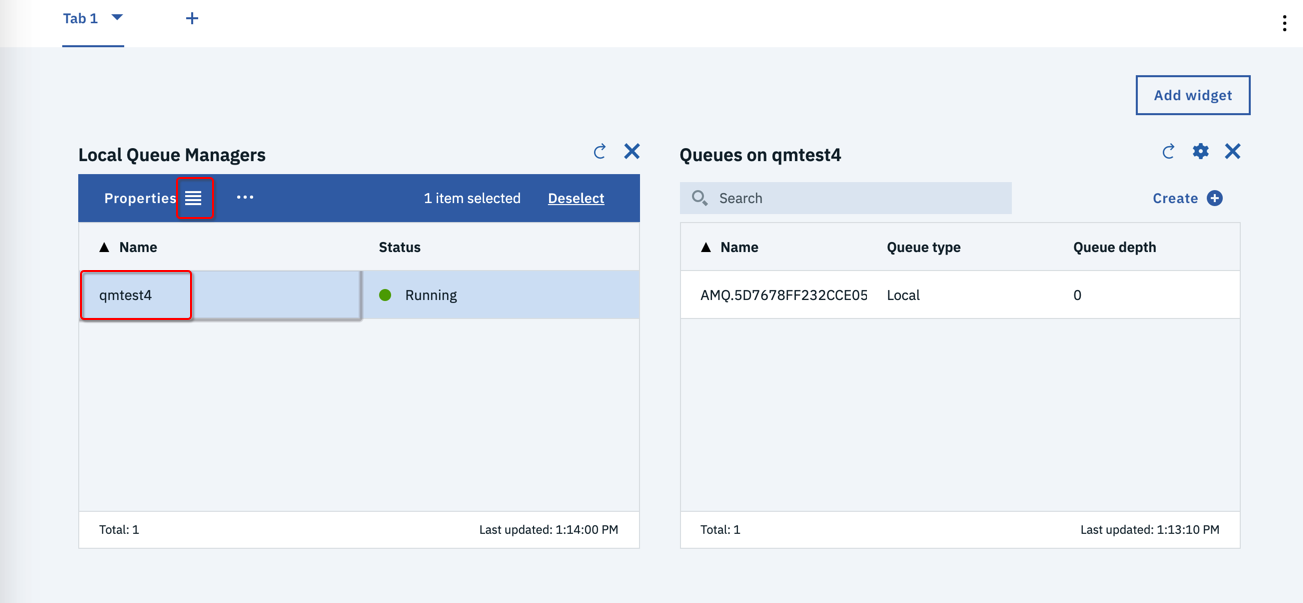 Tab 1
Add widget
Local Queue Managers
Properties
1 item selected
Deselect
Name
Status
qmtest4
Running
Total: 1
Last updated: 1:14:00 PM
Queues on qmtest4
Search
Create
Name
Queue type
Queue depth
AMQ.5D7678FF232CCE05
Local
0
Total: 1
Last updated: 1:13:10 PM